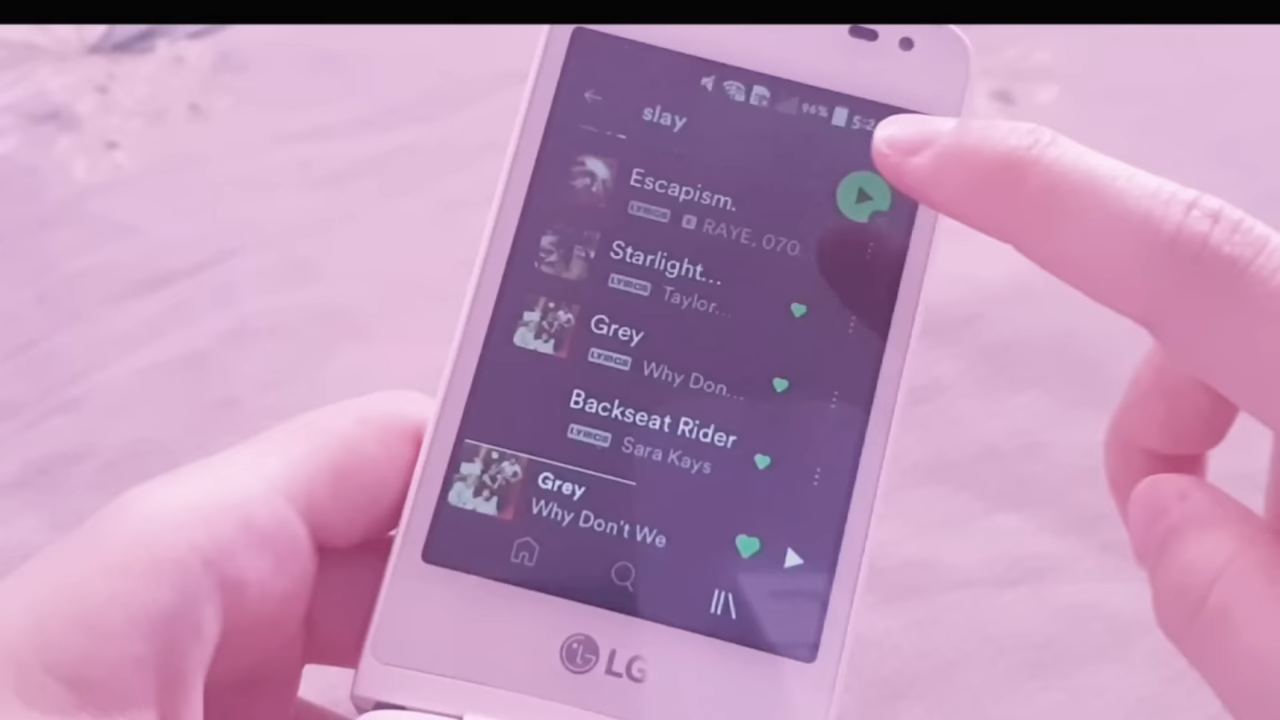 96%
slay
Escapism.
LYRICS E RAYE, 070
Starlight...
LYRICS Taylor...
Grey
LYRICS Why Don...
Backseat Rider
LYRICS Sara Kays
Grey
Why Don't We
LG